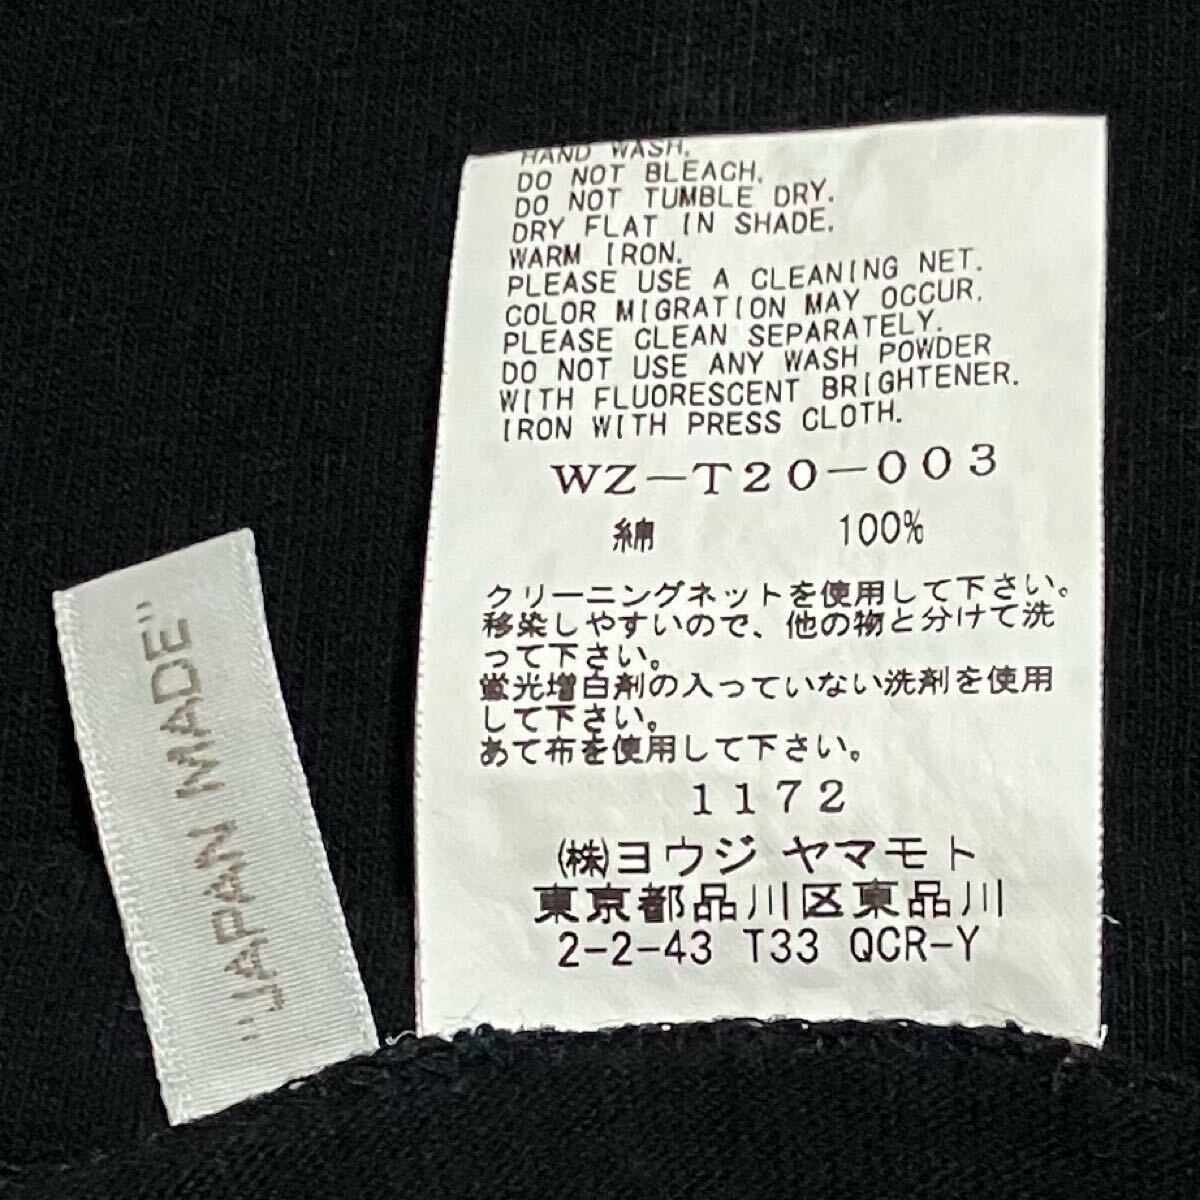 HAND WASH.
DO NOT BLEACH.
DO NOT TUMBLE DRY.
DRY FLAT IN SHADE.
WARM IRON.
PLEASE USE A CLEANING NET.
COLOR MIGRATION MAY OCCUR.
PLEASE CLEAN SEPARATELY.
DO NOT USE ANY WASH POWDER
WITH FLUORESCENT BRIGHTENER.
IRON WITH PRESS CLOTH.
WZ-T20-003
綿 100%
クリーニングネットを使用して下さい。
移染しやすいので、他の物と分けて洗
って下さい。
蛍光増白剤の入っていない洗剤を使用
して下さい。
あて布を使用して下さい。
1172
(株)ヨウジ ヤマモト
東京都品川区東品川
2-2-43 T33 QCR-Y
"JAPAN MADE"